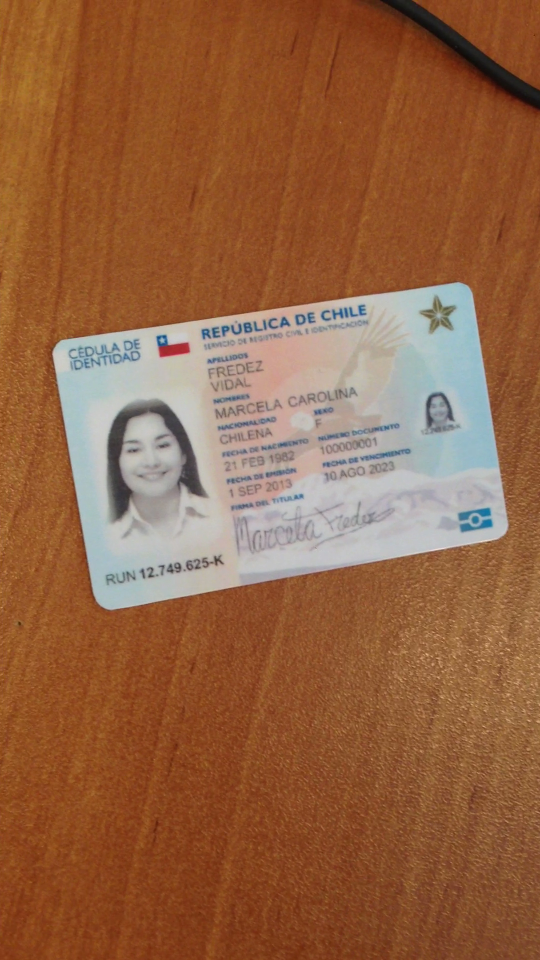 CÉDULA DE
IDENTIDAD
REPÚBLICA DE CHILE
SERVICIO DE REGISTRO CIVIL E IDENTIFICACIÓN
APELLIDOS
FREDEZ
VIDAL
NOMBRES
MARCELA CAROLINA
NACIONALIDAD SEXO
CHILENA F
FECHA DE NACIMIENTO NÚMERO DOCUMENTO
21 FEB 1982 100000001
FECHA DE EMISIÓN FECHA DE VENCIMIENTO
1 SEP 2013 10 AGO 2023
FIRMA DEL TITULAR
Marcela Fredez
RUN 12.749.625-K